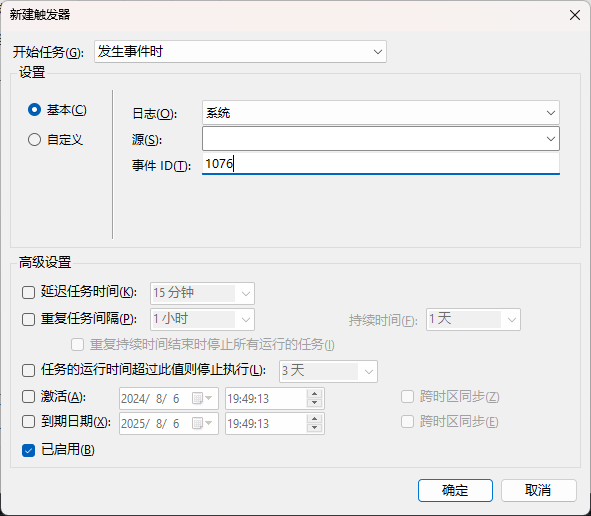 新建触发器
开始任务(G): 发生事件时
设置
基本(C)
自定义
日志(O): 系统
源(S):
事件 ID(T): 1076
高级设置
延迟任务时间(K): 15 分钟
重复任务间隔(P): 1 小时 持续时间(F): 1 天
重复持续时间结束时停止所有运行的任务(I)
任务的运行时间超过此值则停止执行(L): 3 天
激活(A): 2024/ 8/ 6 19:49:13 跨时区同步(Z)
到期日期(X): 2025/ 8/ 6 19:49:13 跨时区同步(E)
已启用(B)
确定 取消